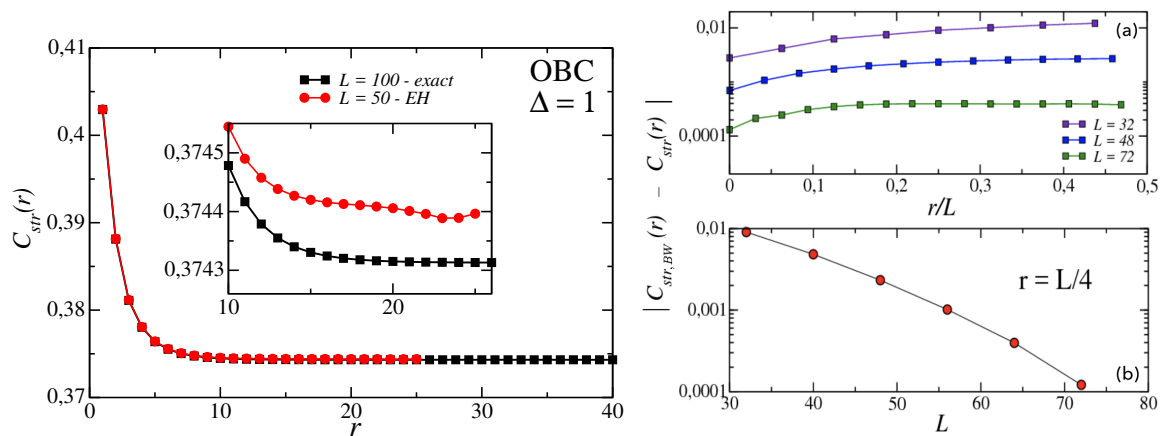 0,41
0,4
0,39
0,38
0,37
C_str(r)
0
10
20
30
40
r
L = 100 - exact
L = 50 - EH
OBC
Δ = 1
0,3745
0,3744
0,3743
10
20
| C_str,BW(r) – C_str(r) |
0,01
0,0001
(a)
L = 32
L = 48
L = 72
0
0,1
0,2
0,3
0,4
0,5
r/L
0,01
0,001
0,0001
r = L/4
(b)
30
40
50
60
70
80
L